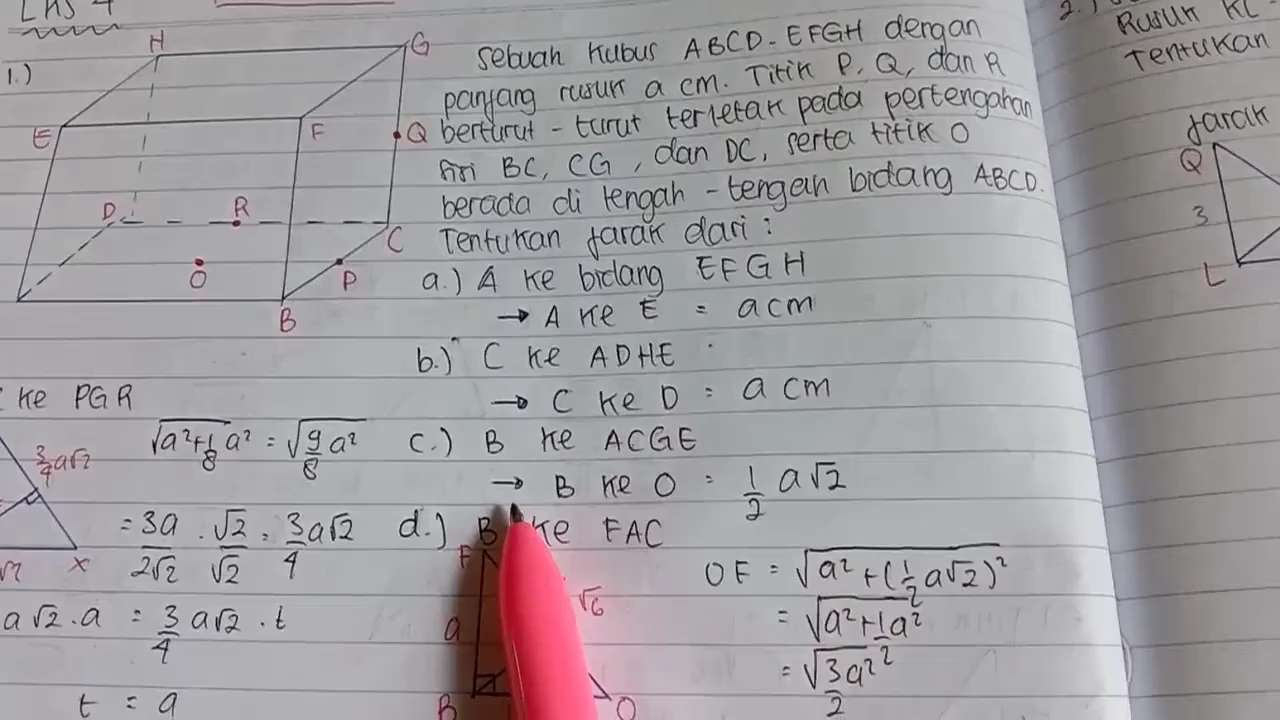 LKS 4
1.)
H
G
E
F
Q
D
R
C
O
P
B
sebuah kubus ABCD.EFGH dengan
panjang rusuk a cm. Titik P, Q, dan R
berturut - turut terletak pada pertengahan
sisi BC, CG, dan DC, serta titik O
berada di tengah - tengah bidang ABCD.
Tentukan jarak dari :
a.) A ke bidang EFGH
→ A ke E = a cm
b.) C ke ADHE
→ C ke D = a cm
c.) B ke ACGE
→ B ke O = 1/2 a√2
d.) B ke FAC
F
a
√6
B
O
OF = √(a² + (1/2 a√2)²)
= √(a² + 1/2 a²)
= √(3/2 a²)
ke PGR
√(a² + 1/8 a²) = √(9/8 a²)
3/4 a√2
= 3a/2√2 . √2/√2 = 3/4 a√2
√2
x
a√2 . a = 3/4 a√2 . t
t = a
2.)
Rusuk KL
Tentukan
jarak
Q
3
L